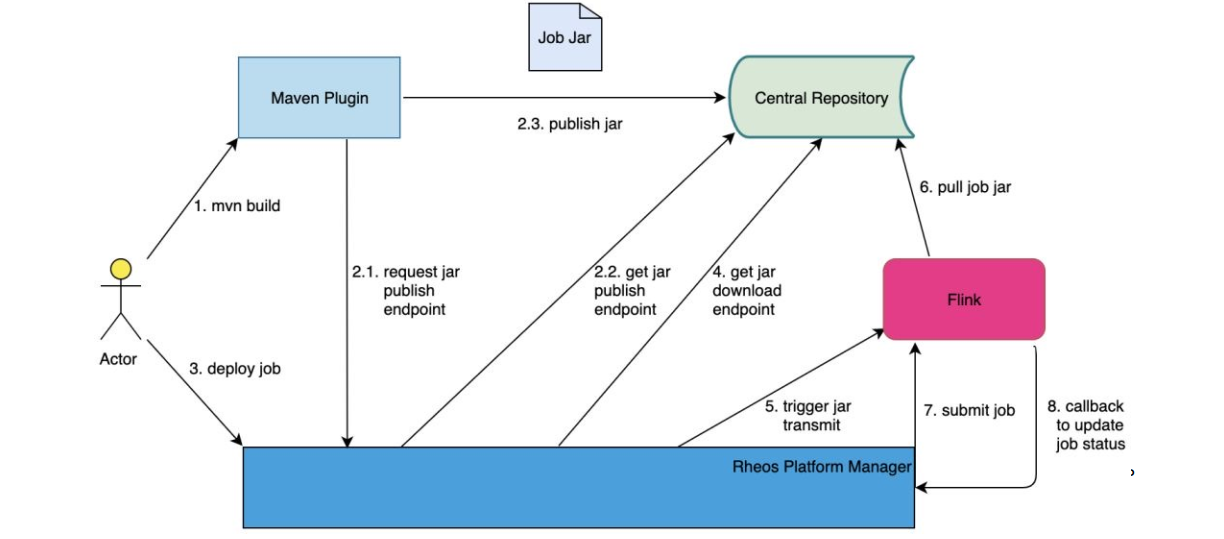 Job Jar
Maven Plugin
Central Repository
2.3. publish jar
6. pull job jar
1. mvn build
2.1. request jar
publish
endpoint
2.2. get jar
publish
endpoint
4. get jar
download
endpoint
Flink
Actor
3. deploy job
5. trigger jar
transmit
7. submit job
8. callback
to update
job status
Rheos Platform Manager